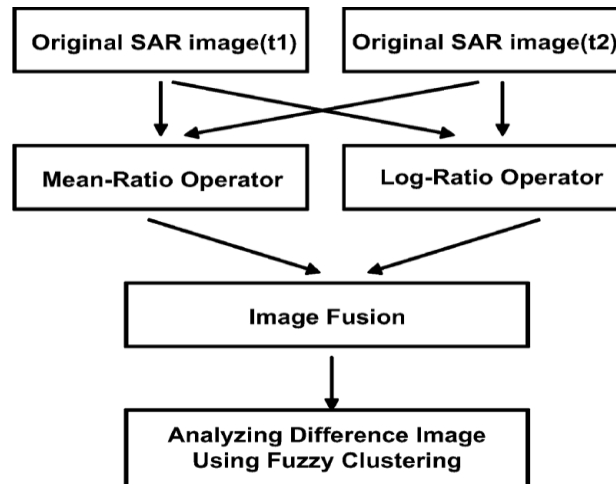 Original SAR image(t1)
Original SAR image(t2)
Mean-Ratio Operator
Log-Ratio Operator
Image Fusion
Analyzing Difference Image
Using Fuzzy Clustering